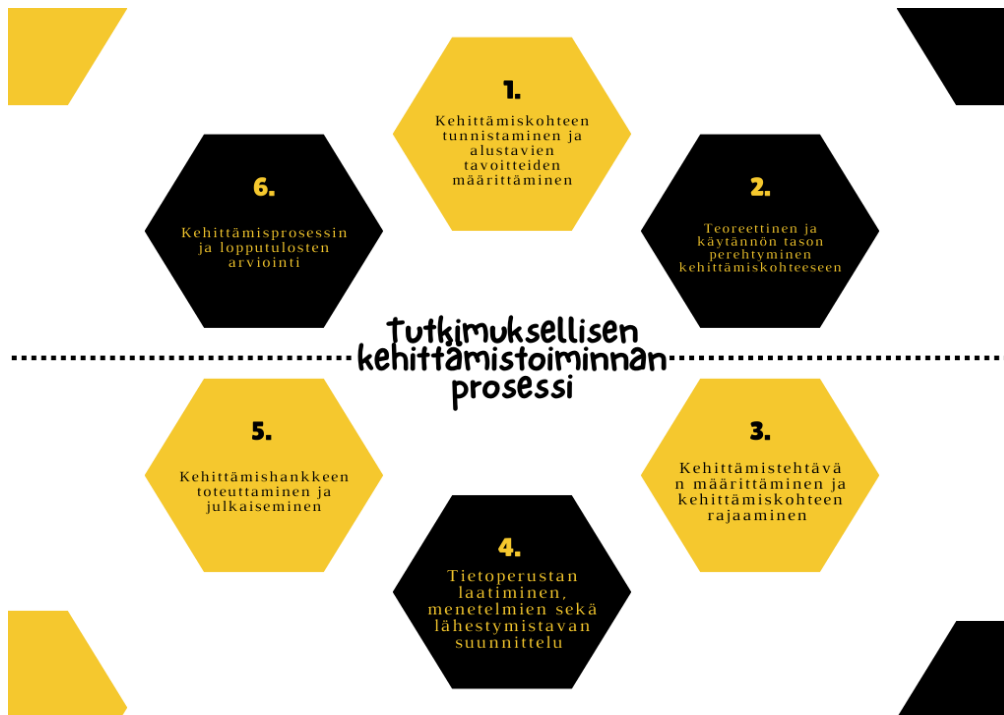 1.
Kehittämiskohteen
tunnistaminen ja
alustavien
tavoitteiden
määrittäminen
2.
Teoreettinen ja
käytännön tason
perehtyminen
kehittämiskohteeseen
3.
Kehittämistehtävä
n määrittäminen ja
kehittämiskohteen
rajaaminen
4.
Tietoperustan
laatiminen,
menetelmien sekä
lähestymistavan
suunnittelu
5.
Kehittämishankkeen
toteuttaminen ja
julkaiseminen
6.
Kehittämisprosessin
ja lopputulosten
arviointi
Tutkimuksellisen
kehittämistoiminnan
prosessi